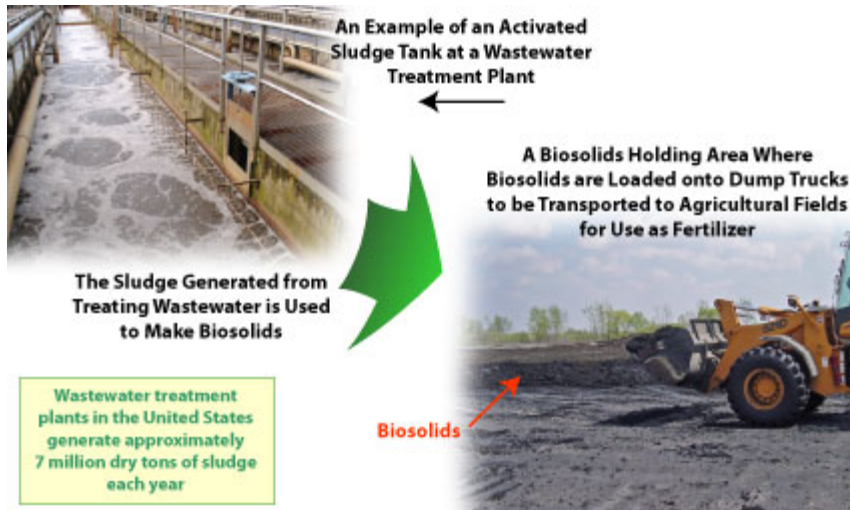 An Example of an Activated
Sludge Tank at a Wastewater
Treatment Plant
A Biosolids Holding Area Where
Biosolids are Loaded onto Dump Trucks
to be Transported to Agricultural Fields
for Use as Fertilizer
The Sludge Generated from
Treating Wastewater is Used
to Make Biosolids
Wastewater treatment
plants in the United States
generate approximately
7 million dry tons of sludge
each year
Biosolids